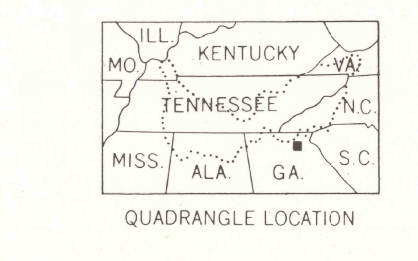 ILL.
KENTUCKY
MO.
VA.
TENNESSEE
N.C.
MISS.
ALA.
GA.
S.C.
QUADRANGLE LOCATION